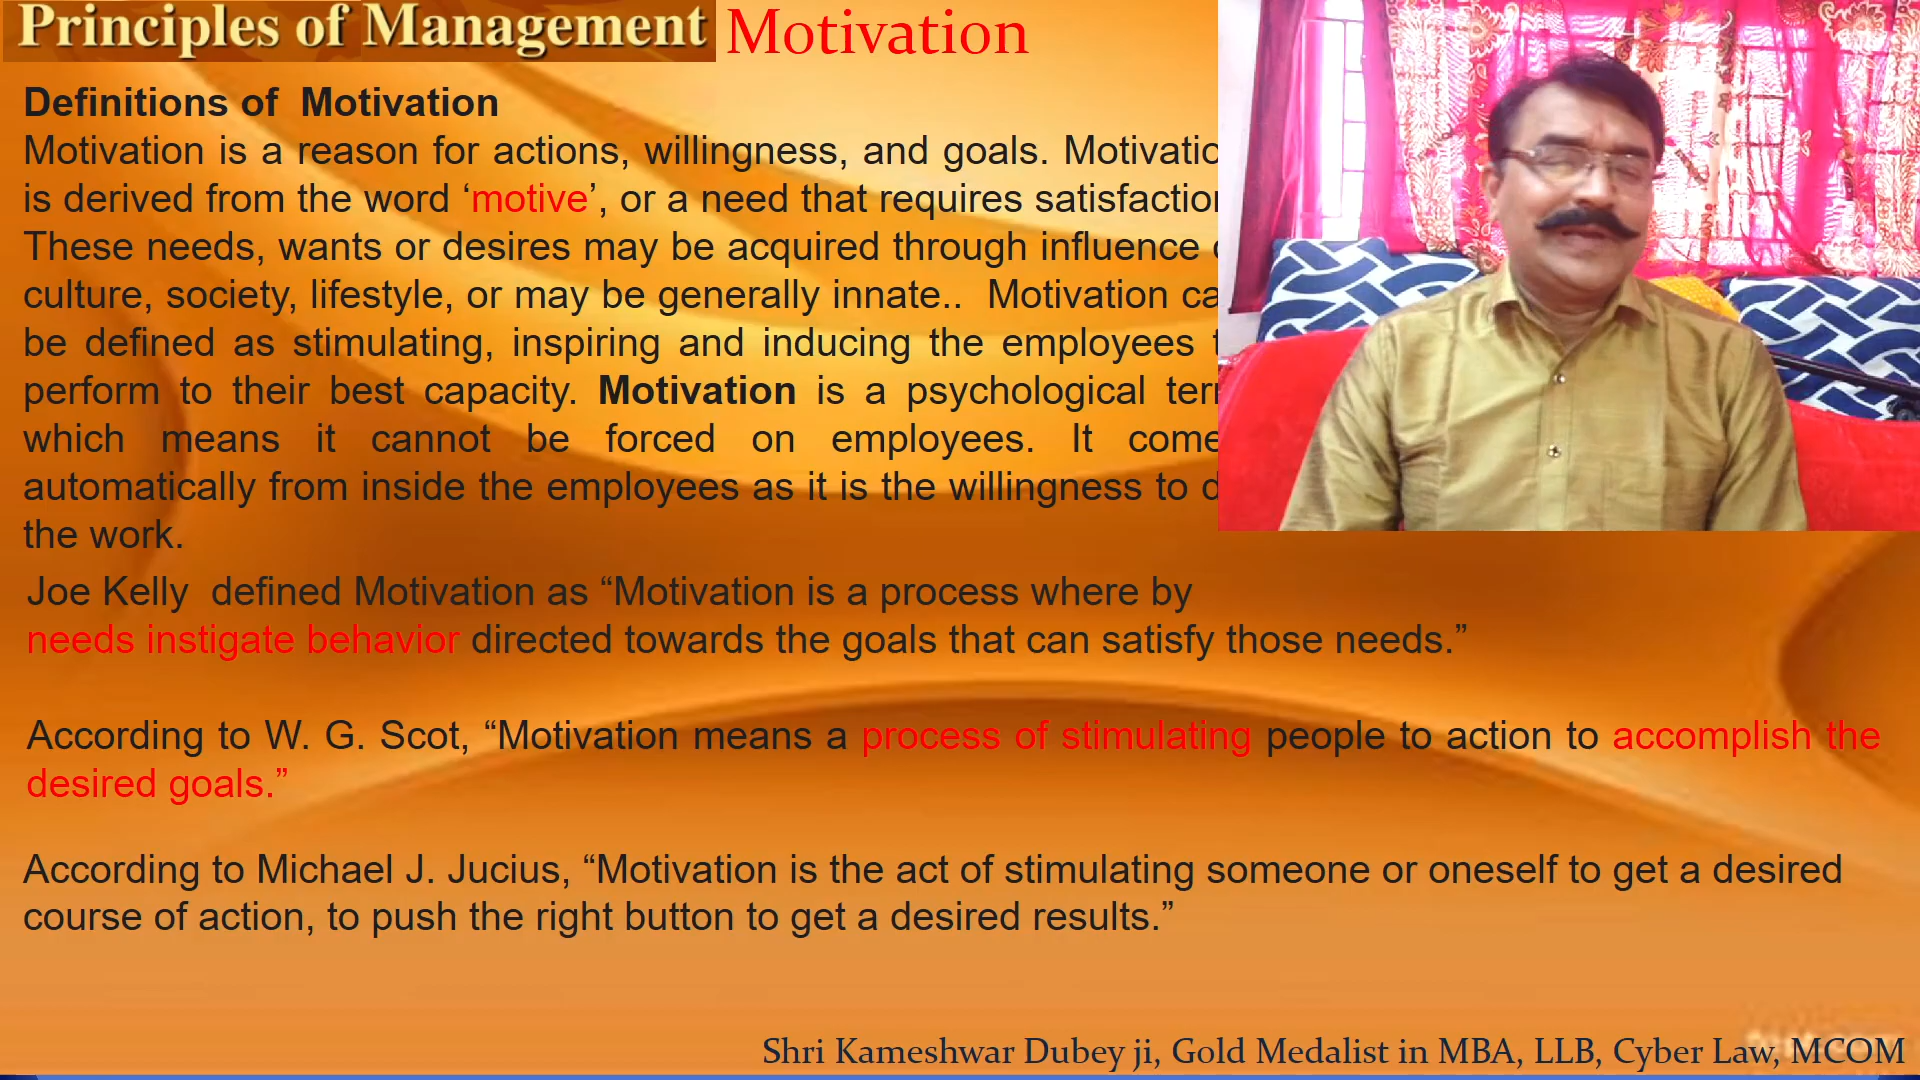 Principles of Management Motivation
Definitions of Motivation
Motivation is a reason for actions, willingness, and goals. Motivatio
is derived from the word ‘motive’, or a need that requires satisfaction
These needs, wants or desires may be acquired through influence
culture, society, lifestyle, or may be generally innate.. Motivation ca
be defined as stimulating, inspiring and inducing the employees t
perform to their best capacity. Motivation is a psychological ter
which means it cannot be forced on employees. It come
automatically from inside the employees as it is the willingness to d
the work.
Joe Kelly defined Motivation as “Motivation is a process where by
needs instigate behavior directed towards the goals that can satisfy those needs.”
According to W. G. Scot, “Motivation means a process of stimulating people to action to accomplish the
desired goals.”
According to Michael J. Jucius, “Motivation is the act of stimulating someone or oneself to get a desired
course of action, to push the right button to get a desired results.”
Shri Kameshwar Dubey ji, Gold Medalist in MBA, LLB, Cyber Law, MCOM